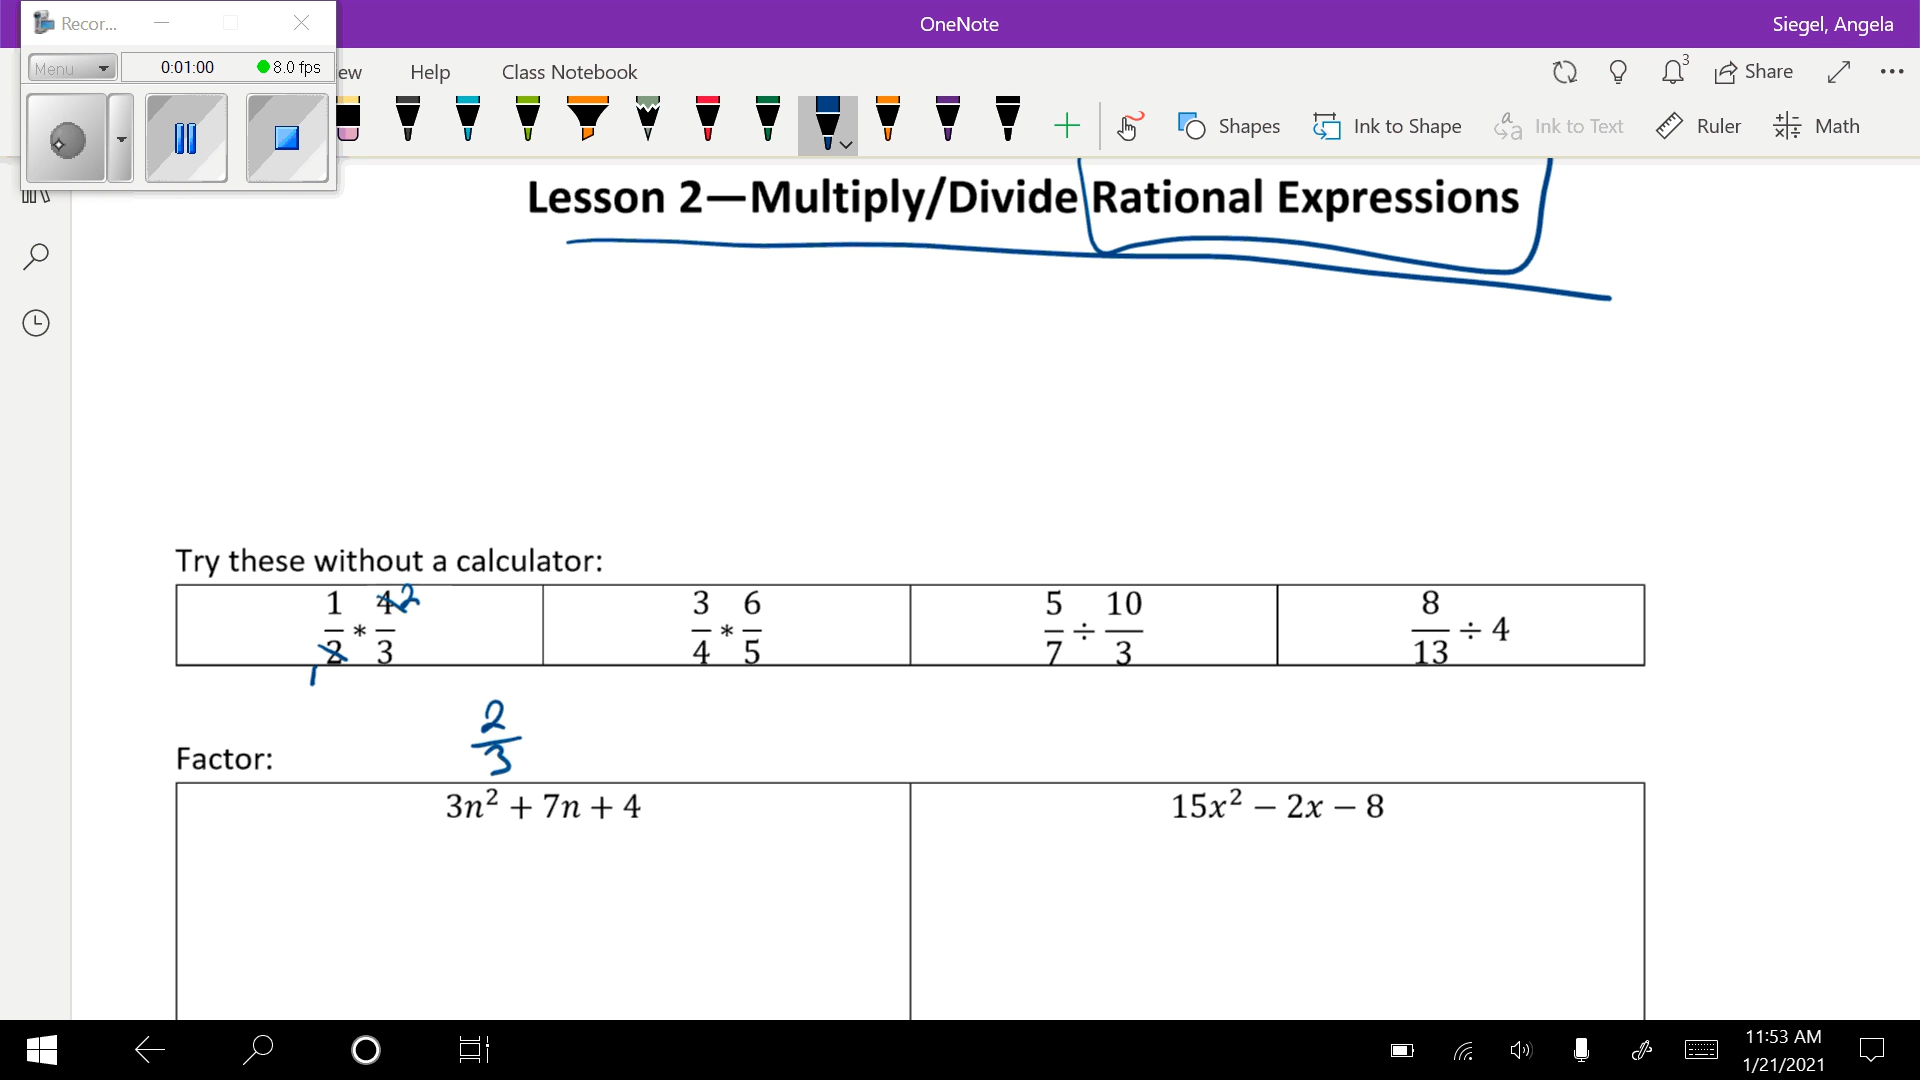 Recor...
OneNote
Siegel, Angela
Menu
0:01:00
8.0 fps
ew
Help
Class Notebook
3
Share
Shapes
Ink to Shape
Ink to Text
Ruler
Math
Lesson 2—Multiply/Divide Rational Expressions
Try these without a calculator:
1/2 * 4/3
2
1
3/4 * 6/5
5/7 ÷ 10/3
8/13 ÷ 4
2/3
Factor:
3n² + 7n + 4
15x² − 2x − 8
11:53 AM
1/21/2021